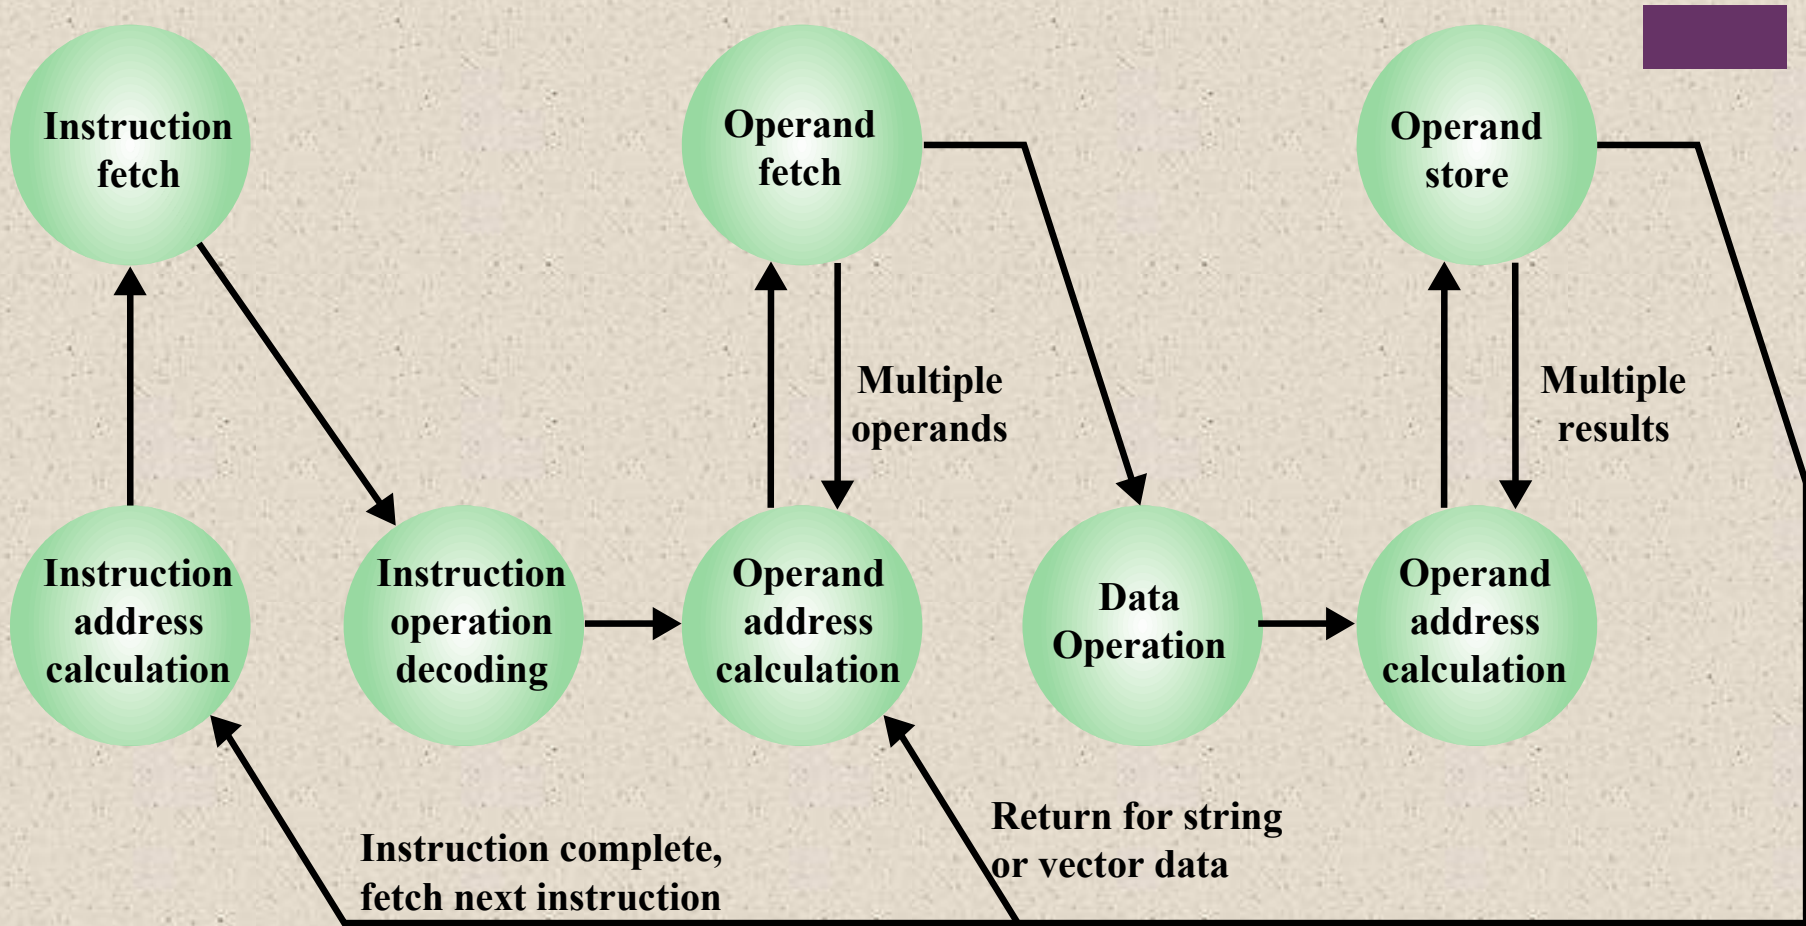 Instruction
fetch
Operand
fetch
Operand
store
Multiple
operands
Multiple
results
Instruction
address
calculation
Instruction
operation
decoding
Operand
address
calculation
Data
Operation
Operand
address
calculation
Instruction complete,
fetch next instruction
Return for string
or vector data